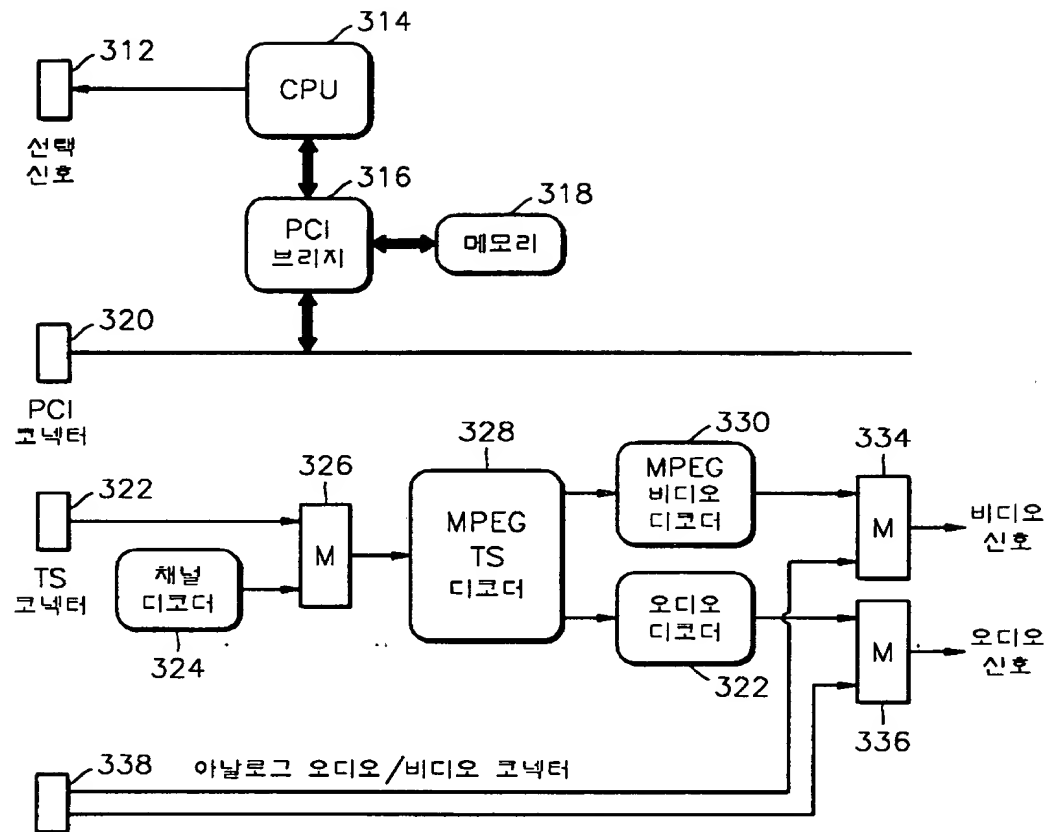 314
312
CPU
선택
신호
316
318
PCI
브리지
메모리
320
PCI
코넥터
328
330
334
326
322
MPEG
비디오
디코더
M
비디오
신호
MPEG
TS
디코더
M
TS
코넥터
채널
디코더
324
오디오
디코더
322
M
오디오
신호
336
338
아날로그 오디오/비디오 코넥터